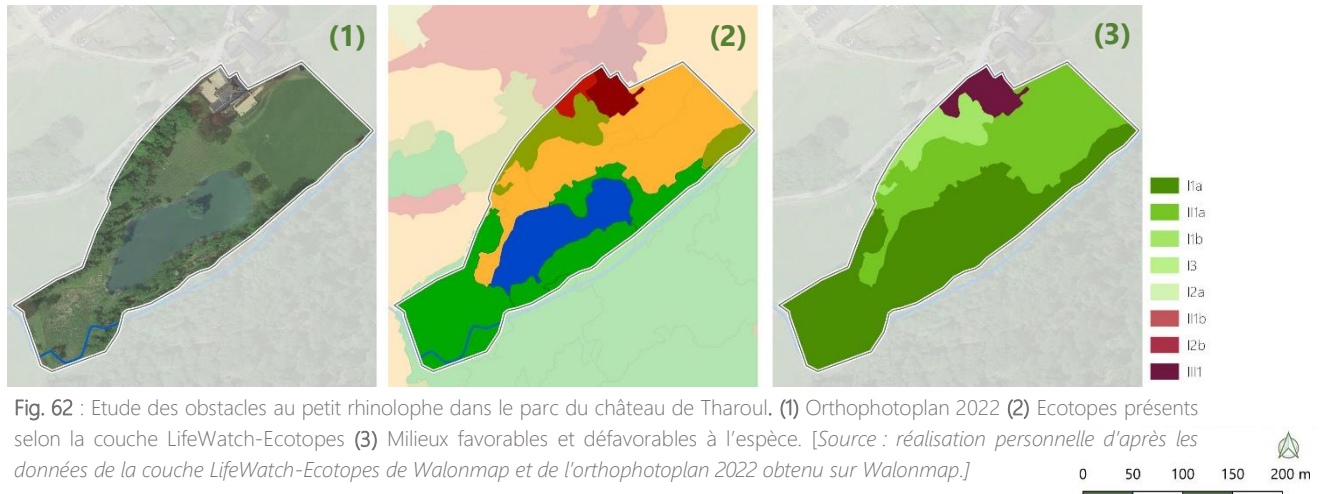 (1)
(2)
(3)
I1a
II1a
I1b
I3
I2a
II1b
I2b
III1
Fig. 62 : Etude des obstacles au petit rhinolophe dans le parc du château de Tharoul. (1) Orthophotoplan 2022 (2) Ecotopes présents
selon la couche LifeWatch-Ecotopes (3) Milieux favorables et défavorables à l'espèce. [Source : réalisation personnelle d'après les
données de la couche LifeWatch-Ecotopes de Walonmap et de l'orthophotoplan 2022 obtenu sur Walonmap.]
0 50 100 150 200 m